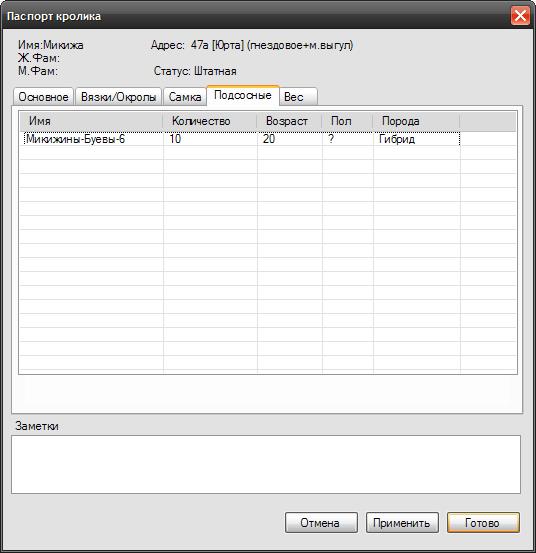 Паспорт кролика
Имя:Микижа Адрес: 47а [Юрта] (гнездовое+м.выгул)
Ж.Фам:
М.Фам: Статус: Штатная
Основное Вязки/Окролы Самка Подсосные Вес
Имя Количество Возраст Пол Порода
Микижины-Буевы-6 10 20 ? Гибрид
Заметки
Отмена Применить Готово